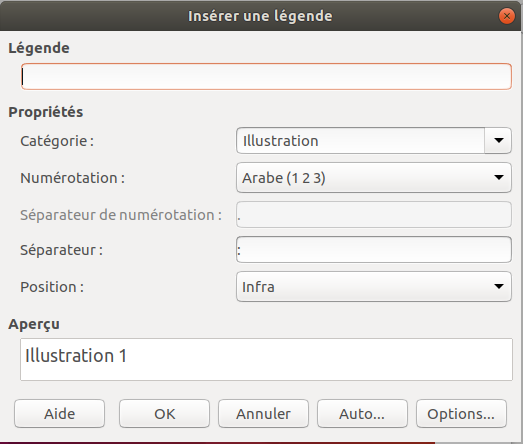 Insérer une légende
Légende
Propriétés
Catégorie : Illustration
Numérotation : Arabe (1 2 3)
Séparateur de numérotation : .
Séparateur : :
Position : Infra
Aperçu
Illustration 1
Aide OK Annuler Auto... Options...